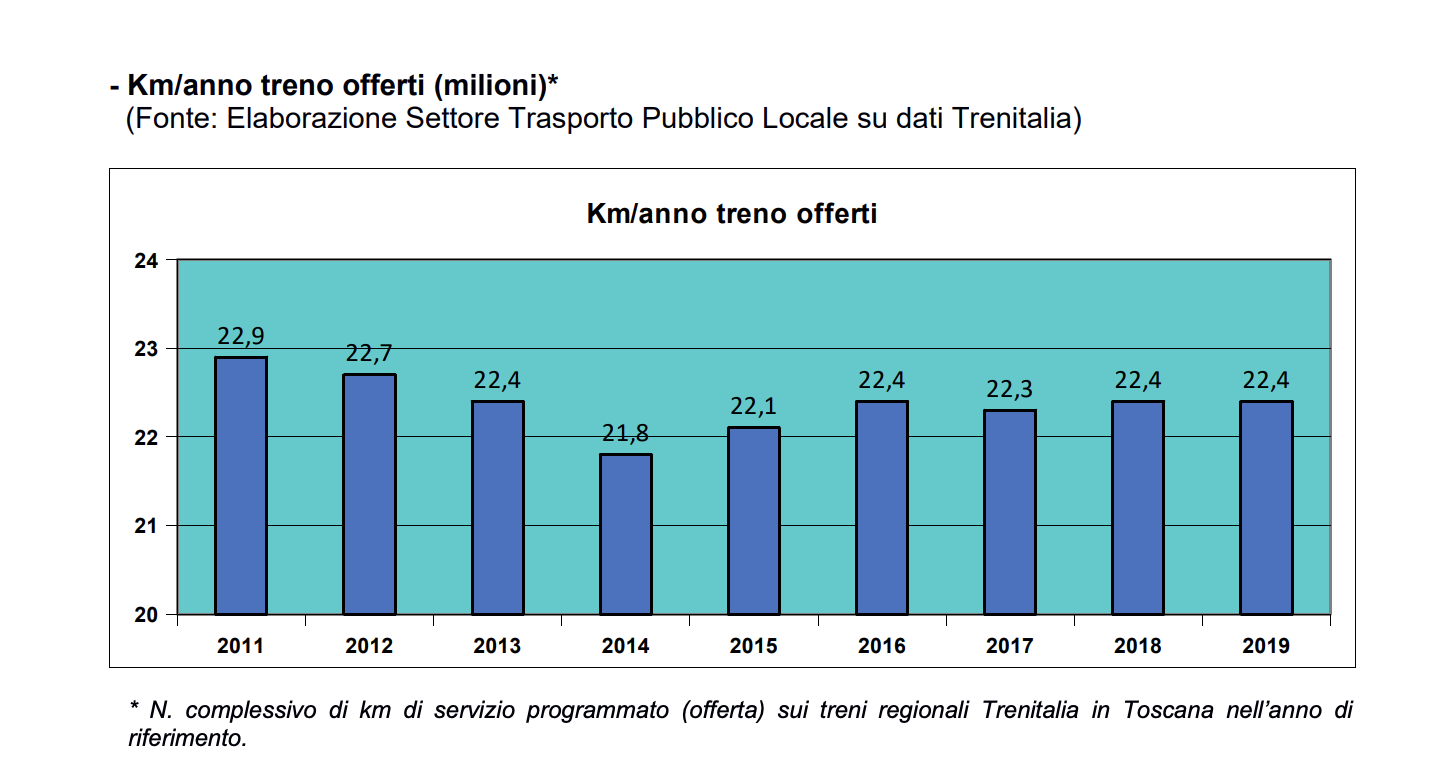 - Km/anno treno offerti (milioni)*
(Fonte: Elaborazione Settore Trasporto Pubblico Locale su dati Trenitalia)
Km/anno treno offerti
24
23
22
21
20
22,9
22,7
22,4
21,8
22,1
22,4
22,3
22,4
22,4
2011 2012 2013 2014 2015 2016 2017 2018 2019
* N. complessivo di km di servizio programmato (offerta) sui treni regionali Trenitalia in Toscana nell'anno di
riferimento.